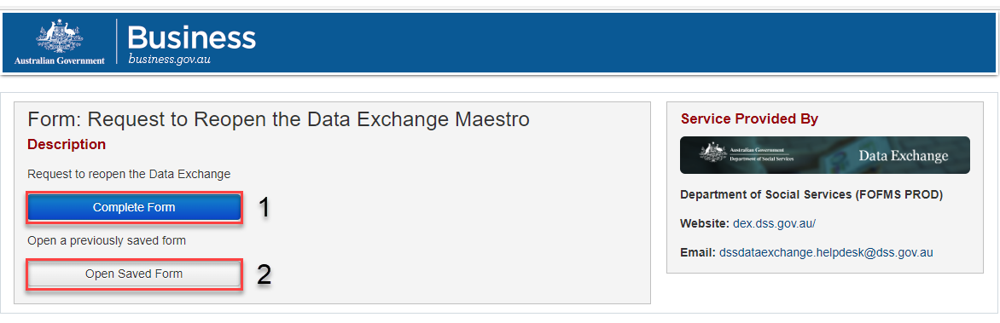 Australian Government
Business
business.gov.au
Form: Request to Reopen the Data Exchange Maestro
Description
Request to reopen the Data Exchange
Complete Form
1
Open a previously saved form
Open Saved Form
2
Service Provided By
Australian Government
Department of Social Services
Data Exchange
Department of Social Services (FOFMS PROD)
Website: dex.dss.gov.au/
Email: dssdataexchange.helpdesk@dss.gov.au